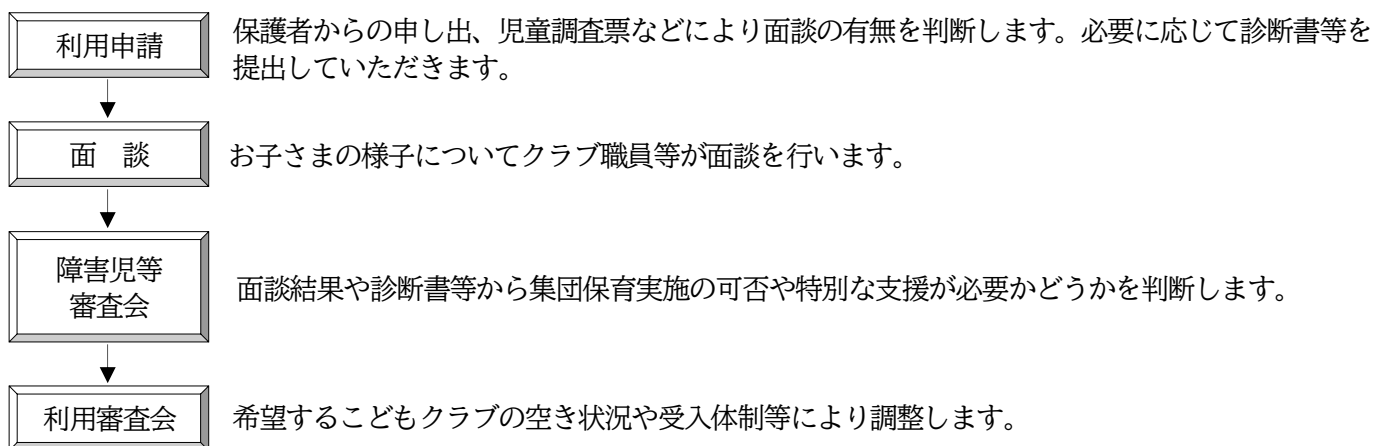 利用申請
保護者からの申し出、児童調査票などにより面談の有無を判断します。必要に応じて診断書等を
提出していただきます。
面　談
お子さまの様子についてクラブ職員等が面談を行います。
障害児等
審査会
面談結果や診断書等から集団保育実施の可否や特別な支援が必要かどうかを判断します。
利用審査会
希望するこどもクラブの空き状況や受入体制等により調整します。